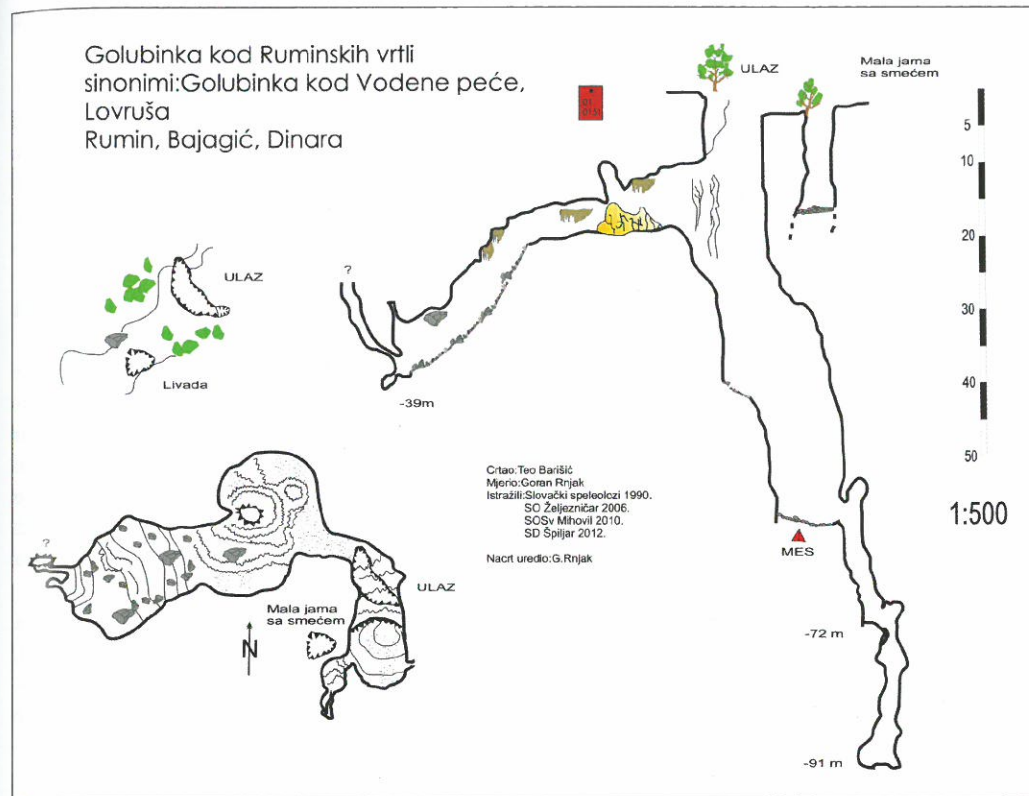 Golubinka kod Ruminskih vrtli
sinonimi:Golubinka kod Vodene peće,
Lovruša
Rumin, Bajagić, Dinara
ULAZ
Mala jama
sa smećem
5
10
20
30
40
50
1:500
?
-39m
ULAZ
Livada
Crtao:Teo Barišić
Mjerio:Goran Rnjak
Istražili:Slovački speleolozi 1990.
SO Željezničar 2006.
SOSv Mihovil 2010.
SD Špiljar 2012.
Nacrt uredio:G.Rnjak
MES
-72 m
-91 m
?
ULAZ
Mala jama
sa smećem
N